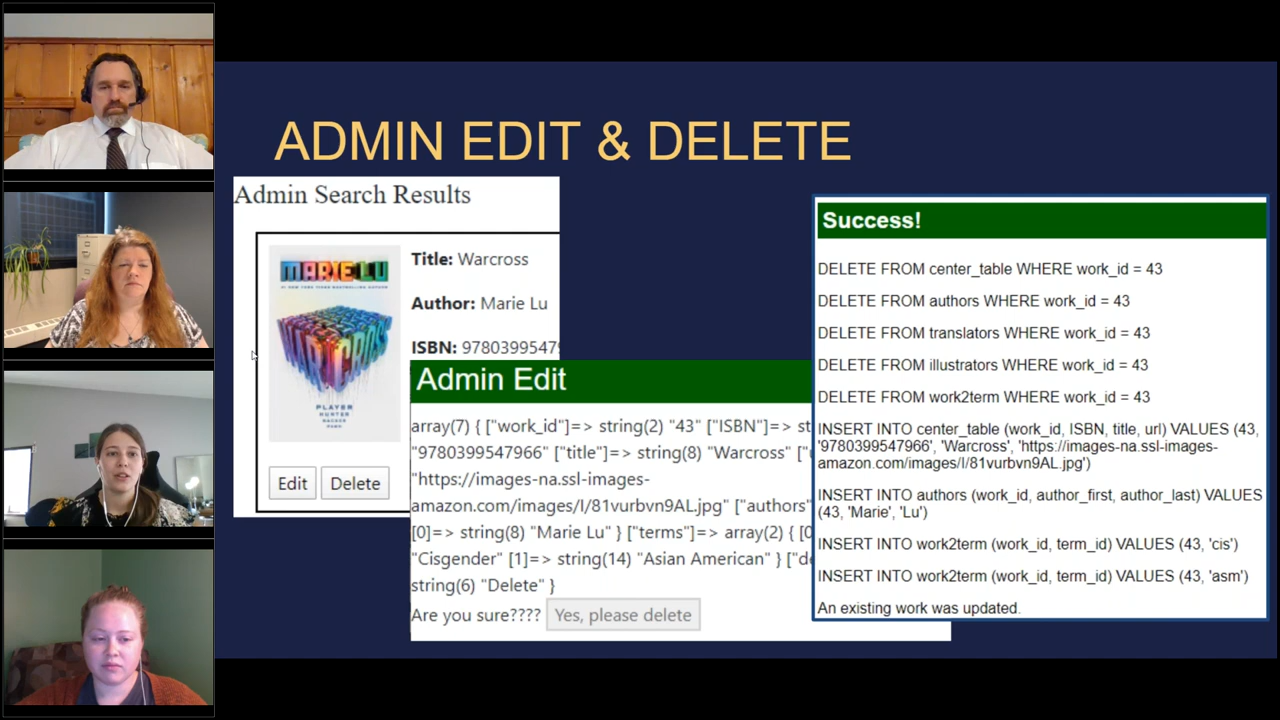 ADMIN EDIT & DELETE
Admin Search Results
MARIE LU
WARCROSS
PLAYER
HUNTER
HACKER
PAWN
Title: Warcross
Author: Marie Lu
ISBN: 978039954 7
Edit
Delete
Admin Edit
array(7) { ["work_id"]=> string(2) "43" ["ISBN"]=> st
"9780399547966" ["title"]=> string(8) "Warcross" ["
"https://images-na.ssl-images-
amazon.com/images/I/81vurbvn9AL.jpg" ["authors"
[0]=> string(8) "Marie Lu" } ["terms"]=> array(2) { [0
"Cisgender" [1]=> string(14) "Asian American" } ["de
string(6) "Delete" }
Are you sure????
Yes, please delete
Success!
DELETE FROM center_table WHERE work_id = 43
DELETE FROM authors WHERE work_id = 43
DELETE FROM translators WHERE work_id = 43
DELETE FROM illustrators WHERE work_id = 43
DELETE FROM work2term WHERE work_id = 43
INSERT INTO center_table (work_id, ISBN, title, url) VALUES (43,
'9780399547966', 'Warcross', 'https://images-na.ssl-images-
amazon.com/images/I/81vurbvn9AL.jpg')
INSERT INTO authors (work_id, author_first, author_last) VALUES
(43, 'Marie', 'Lu')
INSERT INTO work2term (work_id, term_id) VALUES (43, 'cis')
INSERT INTO work2term (work_id, term_id) VALUES (43, 'asm')
An existing work was updated.